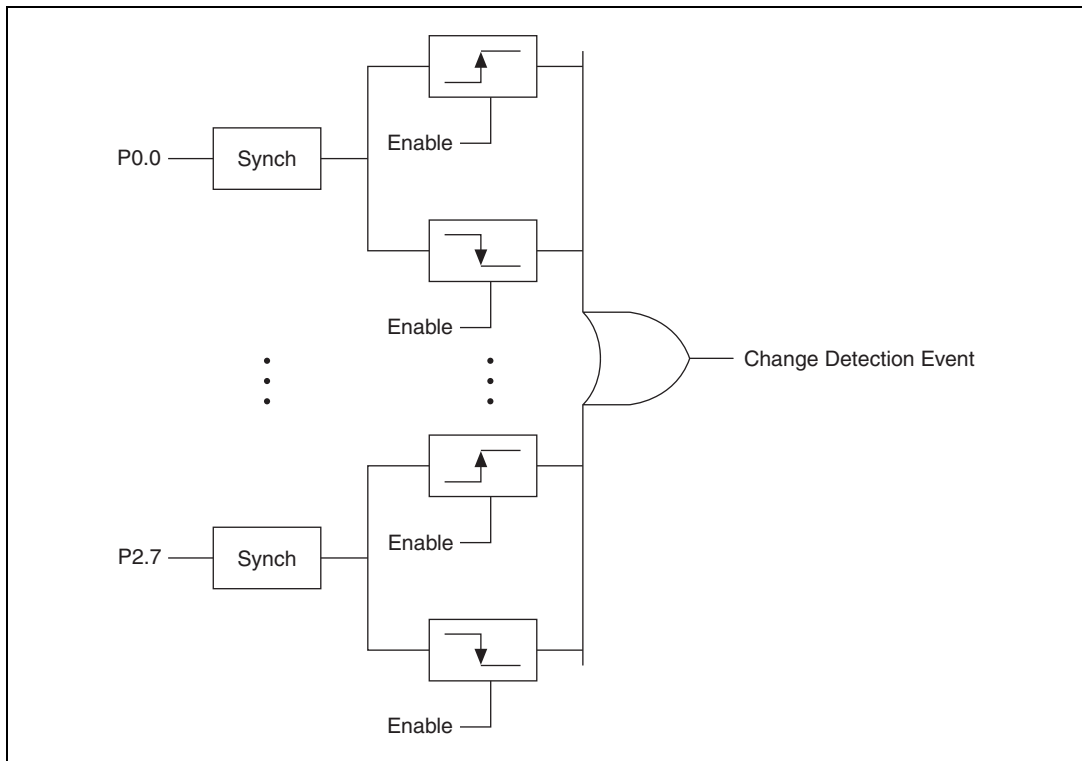 Enable
P0.0
Synch
Enable
Change Detection Event
Enable
P2.7
Synch
Enable